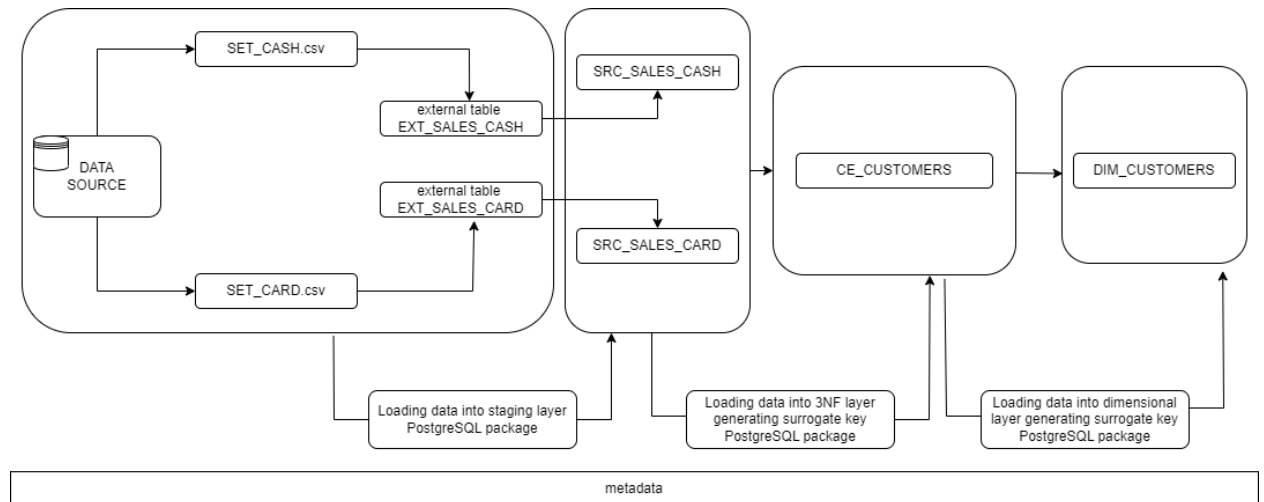 SET_CASH.csv
external table
EXT_SALES_CASH
DATA
SOURCE
external table
EXT_SALES_CARD
SET_CARD.csv
SRC_SALES_CASH
SRC_SALES_CARD
CE_CUSTOMERS
DIM_CUSTOMERS
Loading data into staging layer
PostgreSQL package
Loading data into 3NF layer
generating surrogate key
PostgreSQL package
Loading data into dimensional
layer generating surrogate key
PostgreSQL package
metadata